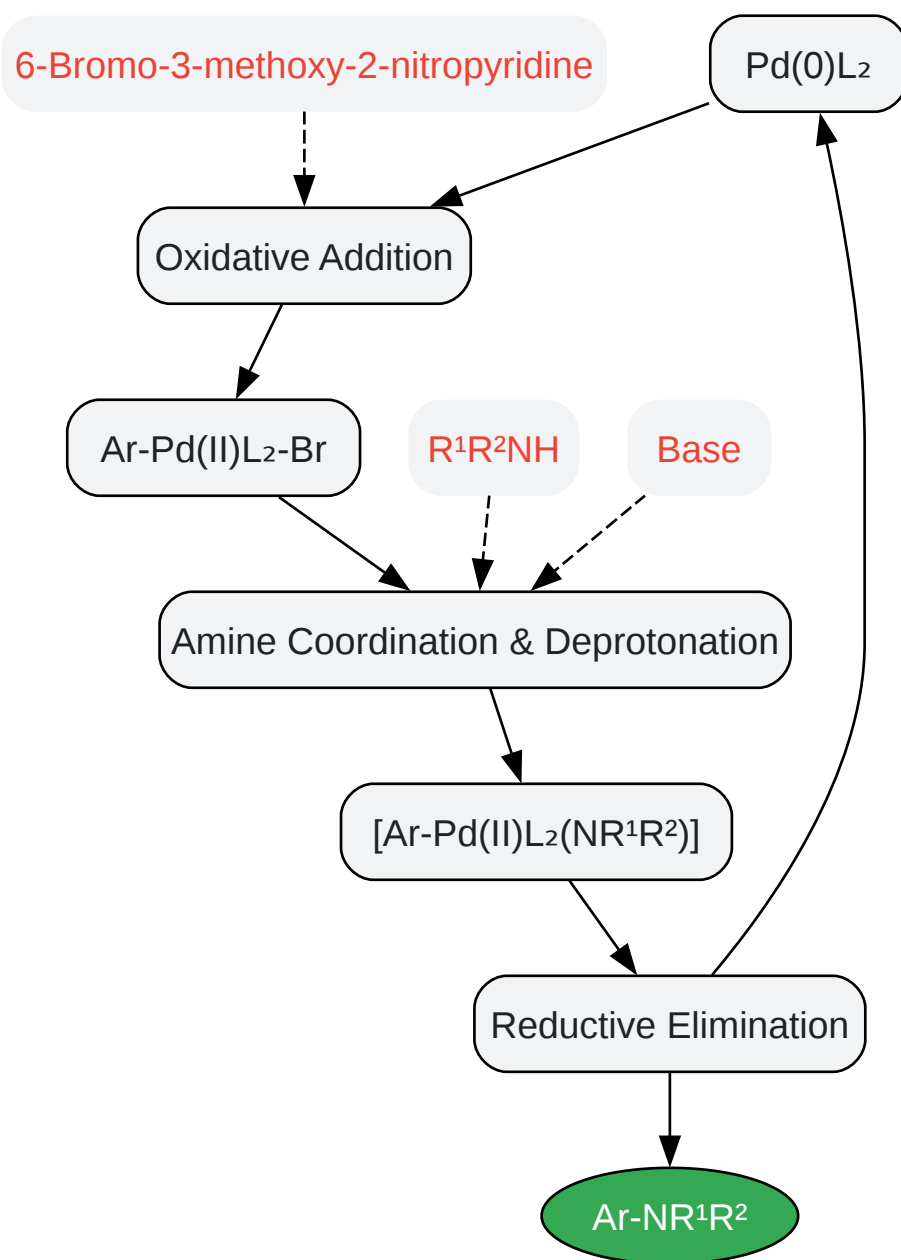 6-Bromo-3-methoxy-2-nitropyridine
Pd(0)L₂
Oxidative Addition
Ar-Pd(II)L₂-Br
R¹R²NH
Base
Amine Coordination & Deprotonation
[Ar-Pd(II)L₂(NR¹R²)]
Reductive Elimination
Ar-NR¹R²